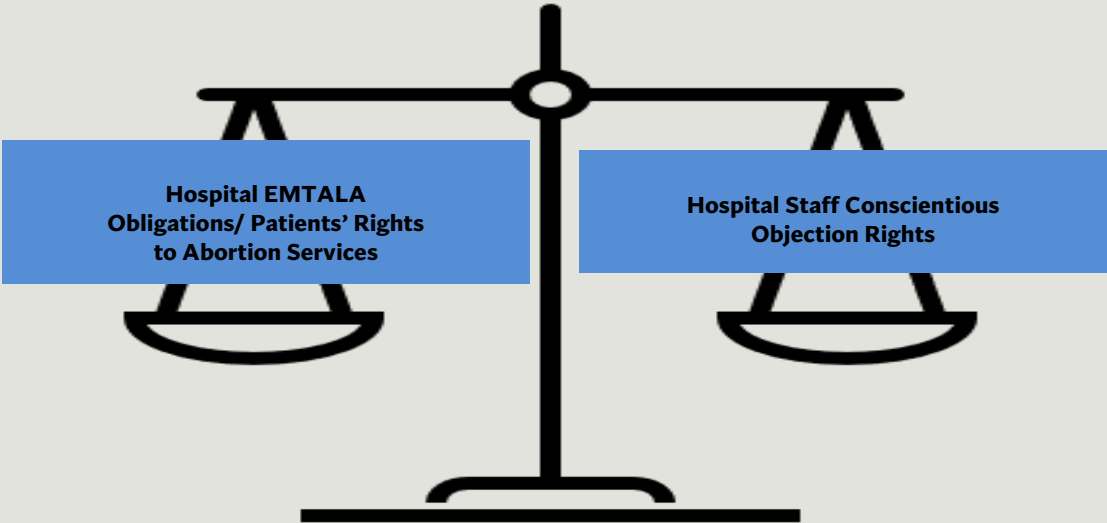 Hospital EMTALA
Obligations/ Patients’ Rights
to Abortion Services
Hospital Staff Conscientious
Objection Rights